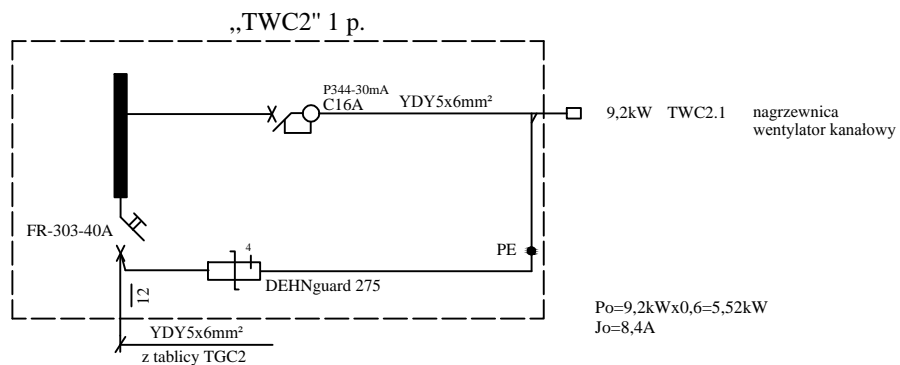 „TWC2" 1 p.
P344-30mA
C16A
YDY5x6mm²
9,2kW TWC2.1 nagrzewnica
wentylator kanałowy
FR-303-40A
PE
4
DEHNguard 275
12
YDY5x6mm²
z tablicy TGC2
Po=9,2kWx0,6=5,52kW
Jo=8,4A